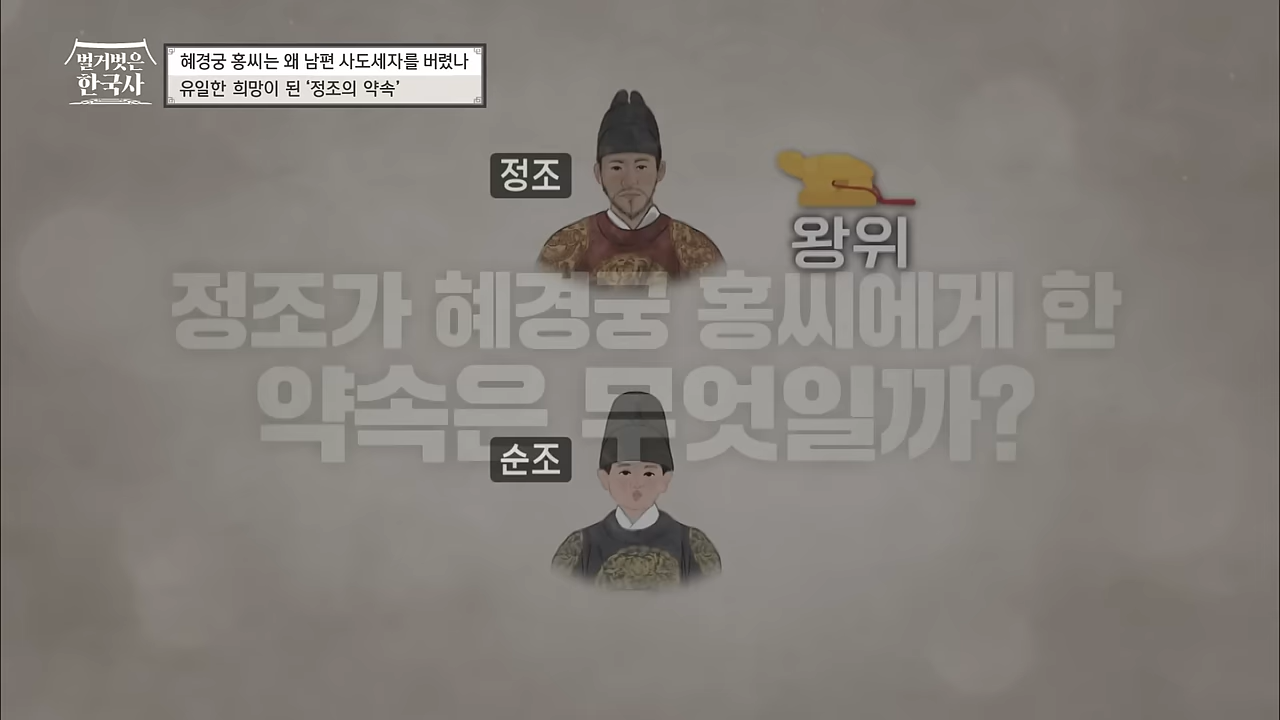 벌거벗은
한국사
혜경궁 홍씨는 왜 남편 사도세자를 버렸나
유일한 희망이 된 ‘정조의 약속’
정조
왕위
정조가 혜경궁 홍씨에게 한
약속은 무엇일까?
순조